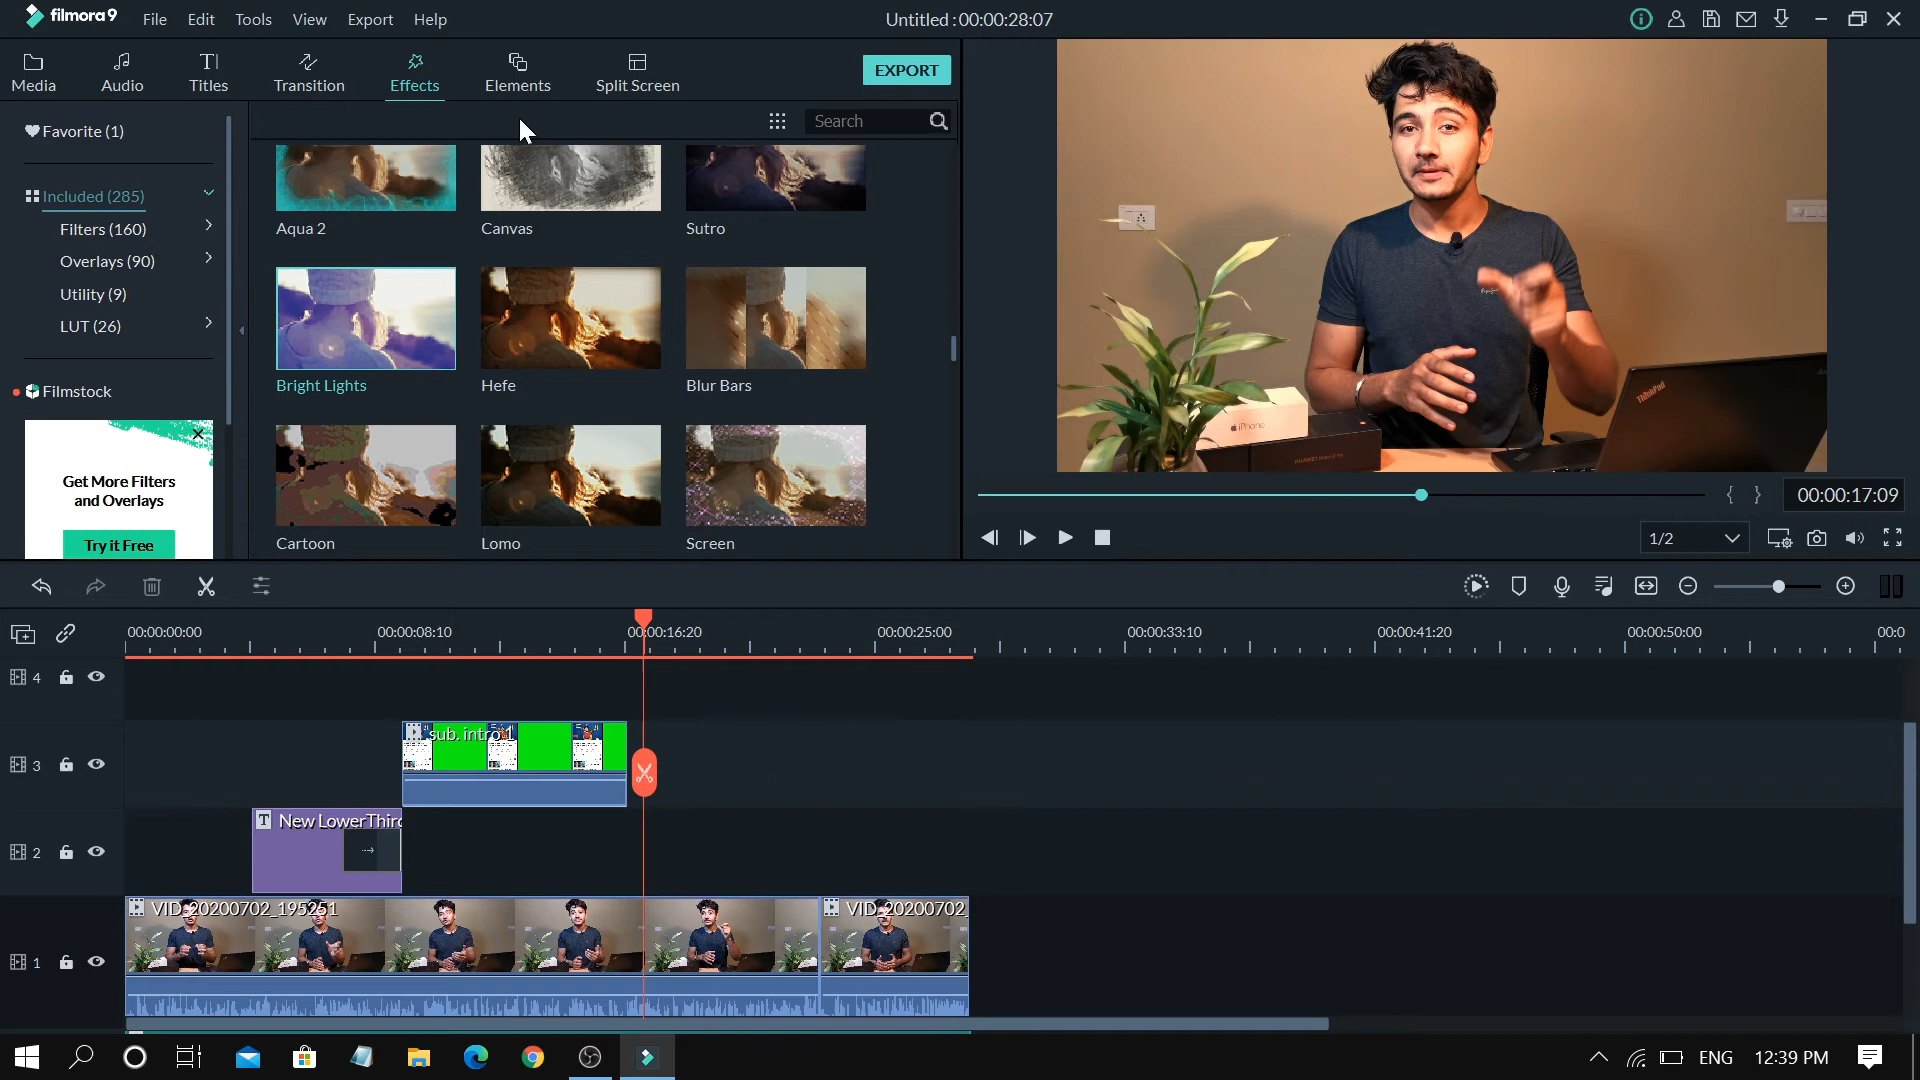 filmora9
File
Edit
Tools
View
Export
Help
Untitled : 00:00:28:07
Media
Audio
Titles
Transition
Effects
Elements
Split Screen
EXPORT
Favorite (1)
Search
Included (285)
Filters (160)
Overlays (90)
Utility (9)
LUT (26)
Filmstock
Get More Filters
and Overlays
Try it Free
Aqua 2
Canvas
Sutro
Bright Lights
Hefe
Blur Bars
Cartoon
Lomo
Screen
iPhone
ThinkPad
{ }
00:00:17:09
1/2
00:00:00:00
00:00:08:10
00:00:16:20
00:00:25:00
00:00:33:10
00:00:41:20
00:00:50:00
00:0
4
3
sub. intro 1
2
T New LowerThird
1
VID_20200702_195251
VID_20200702_
ENG
12:39 PM